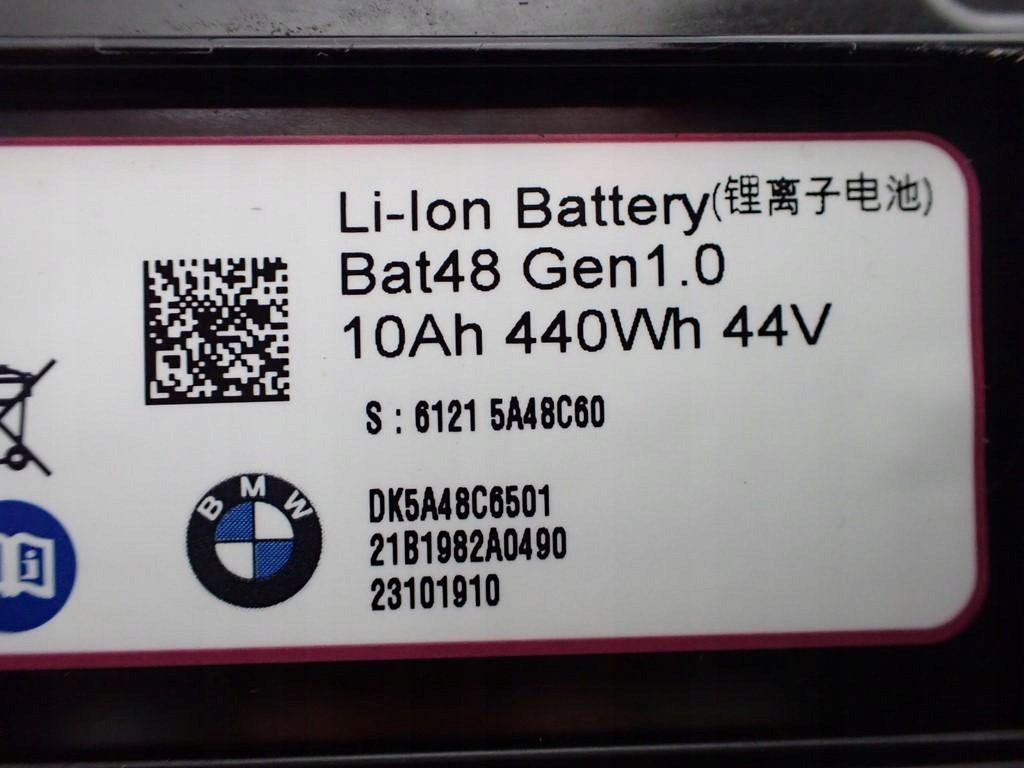 Li-Ion Battery(锂离子电池)
Bat48 Gen1.0
10Ah 440Wh 44V
S : 6121 5A48C60
BMW
DK5A48C6501
21B1982A0490
23101910
i